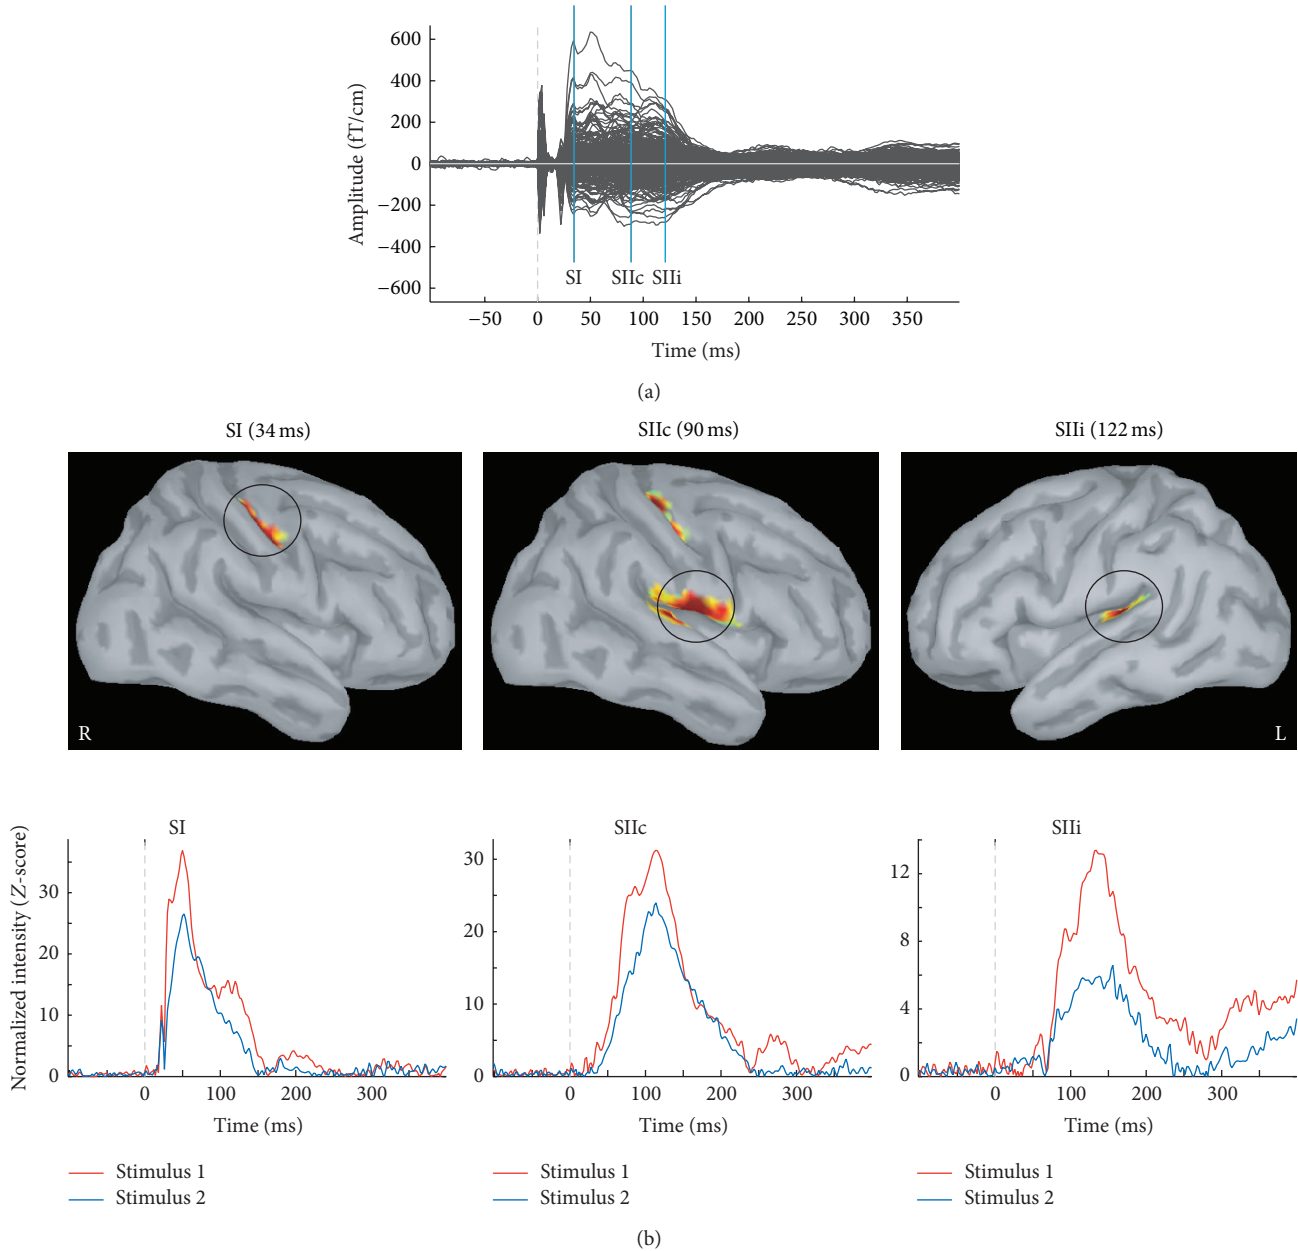 600
400
200
0
−200
−400
−600
Amplitude (fT/cm)
SI SIIc SIIi
−50 0 50 100 150 200 250 300 350
Time (ms)
(a)
SI (34 ms) SIIc (90 ms) SIIi (122 ms)
R L
SI SIIc SIIi
Normalized intensity (Z-score)
30
20
10
0
0 100 200 300
Time (ms)
30
20
10
0
0 100 200 300
Time (ms)
12
8
4
0
0 100 200 300
Time (ms)
Stimulus 1
Stimulus 2
Stimulus 1
Stimulus 2
Stimulus 1
Stimulus 2
(b)